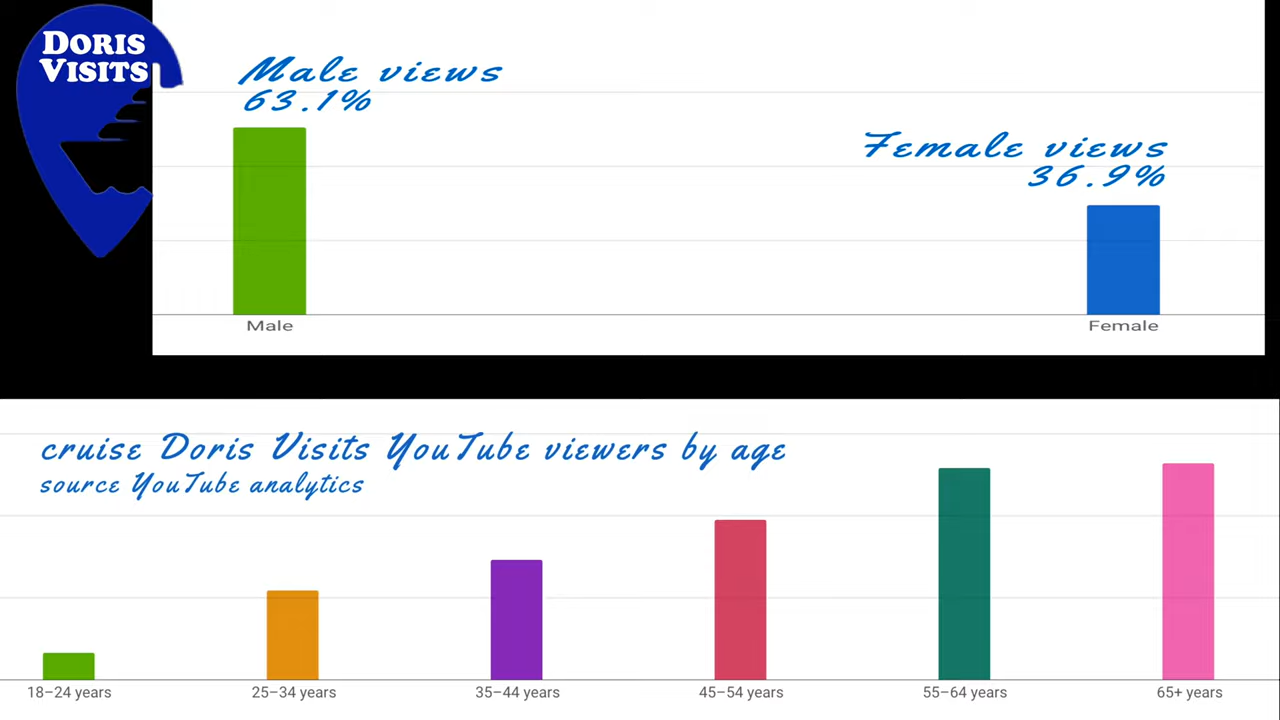 DORIS
VISITS
Male views
63.1%
Female views
36.9%
Male
Female
cruise Doris Visits YouTube viewers by age
source YouTube analytics
18–24 years
25–34 years
35–44 years
45–54 years
55–64 years
65+ years